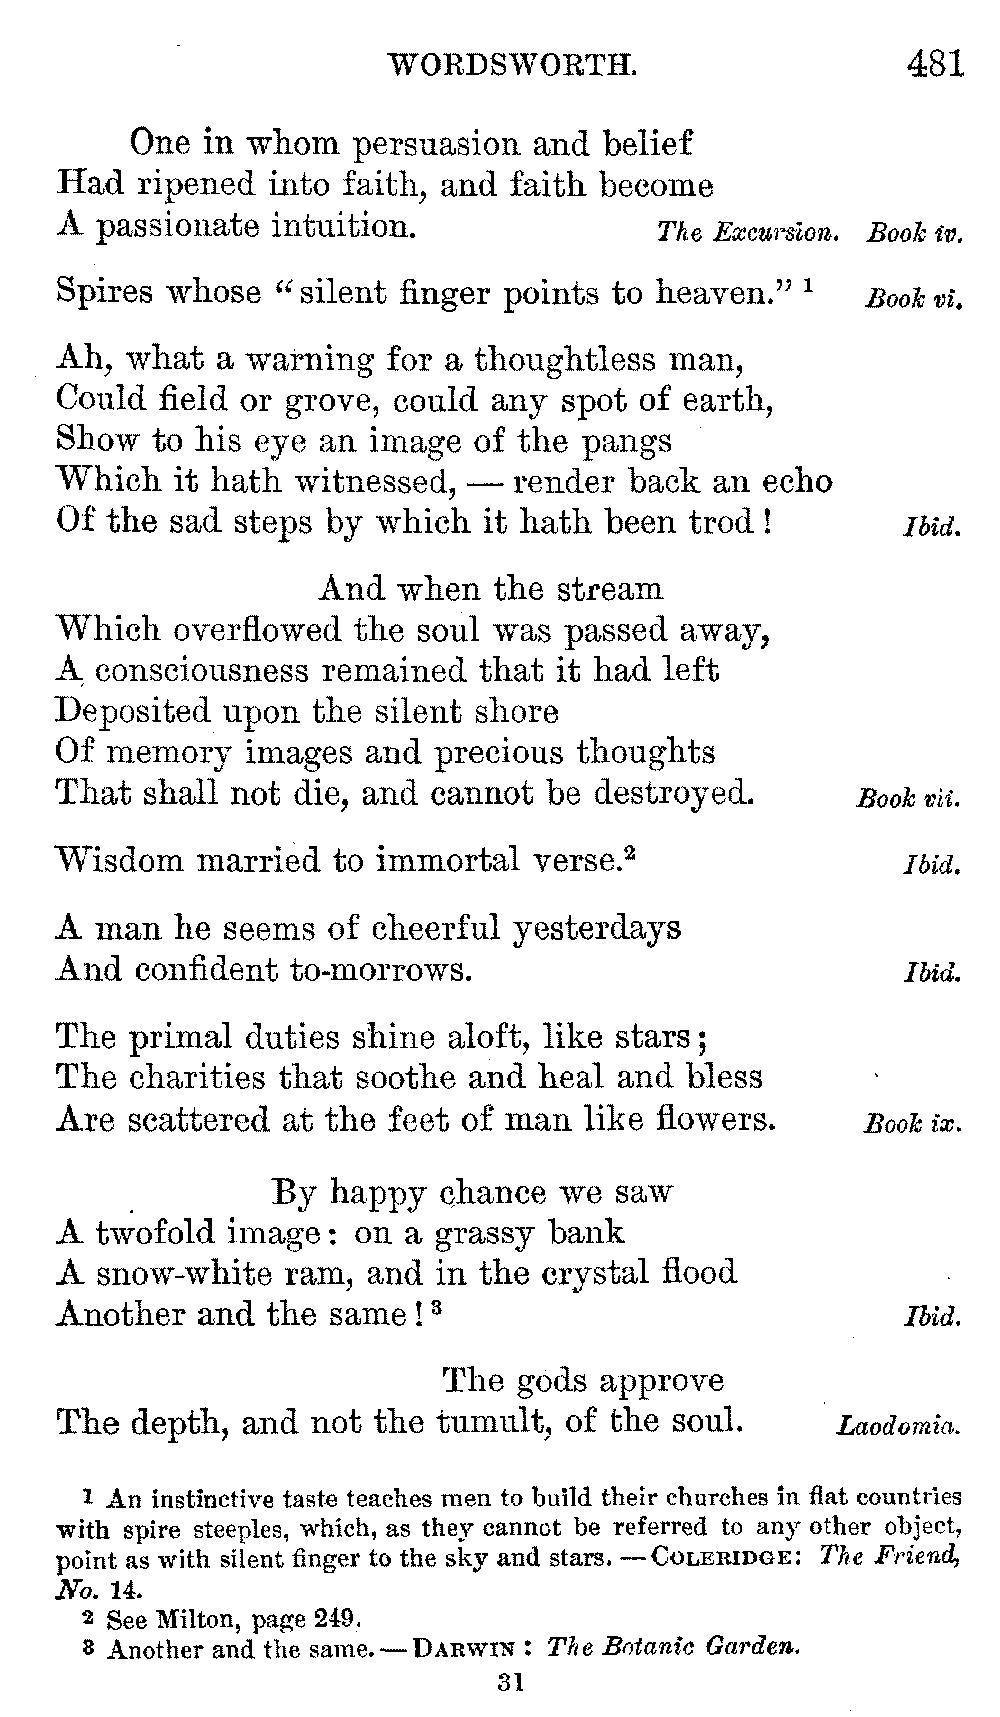 WORDSWORTH. 481
One in whom persuasion and belief
Had ripened into faith, and faith become
A passionate intuition. The Excursion. Book iv.
Spires whose “silent finger points to heaven.” 1 Book vi.
Ah, what a warning for a thoughtless man,
Could field or grove, could any spot of earth,
Show to his eye an image of the pangs
Which it hath witnessed, — render back an echo
Of the sad steps by which it hath been trod! Ibid.
And when the stream
Which overflowed the soul was passed away,
A consciousness remained that it had left
Deposited upon the silent shore
Of memory images and precious thoughts
That shall not die, and cannot be destroyed. Book vii.
Wisdom married to immortal verse.2 Ibid.
A man he seems of cheerful yesterdays
And confident to-morrows. Ibid.
The primal duties shine aloft, like stars;
The charities that soothe and heal and bless
Are scattered at the feet of man like flowers. Book ix.
By happy chance we saw
A twofold image: on a grassy bank
A snow-white ram, and in the crystal flood
Another and the same!3 Ibid.
The gods approve
The depth, and not the tumult, of the soul. Laodomia.
1 An instinctive taste teaches men to build their churches in flat countries
with spire steeples, which, as they cannot be referred to any other object,
point as with silent finger to the sky and stars. — COLERIDGE: The Friend,
No. 14.
2 See Milton, page 249.
3 Another and the same. — DARWIN: The Botanic Garden.
31